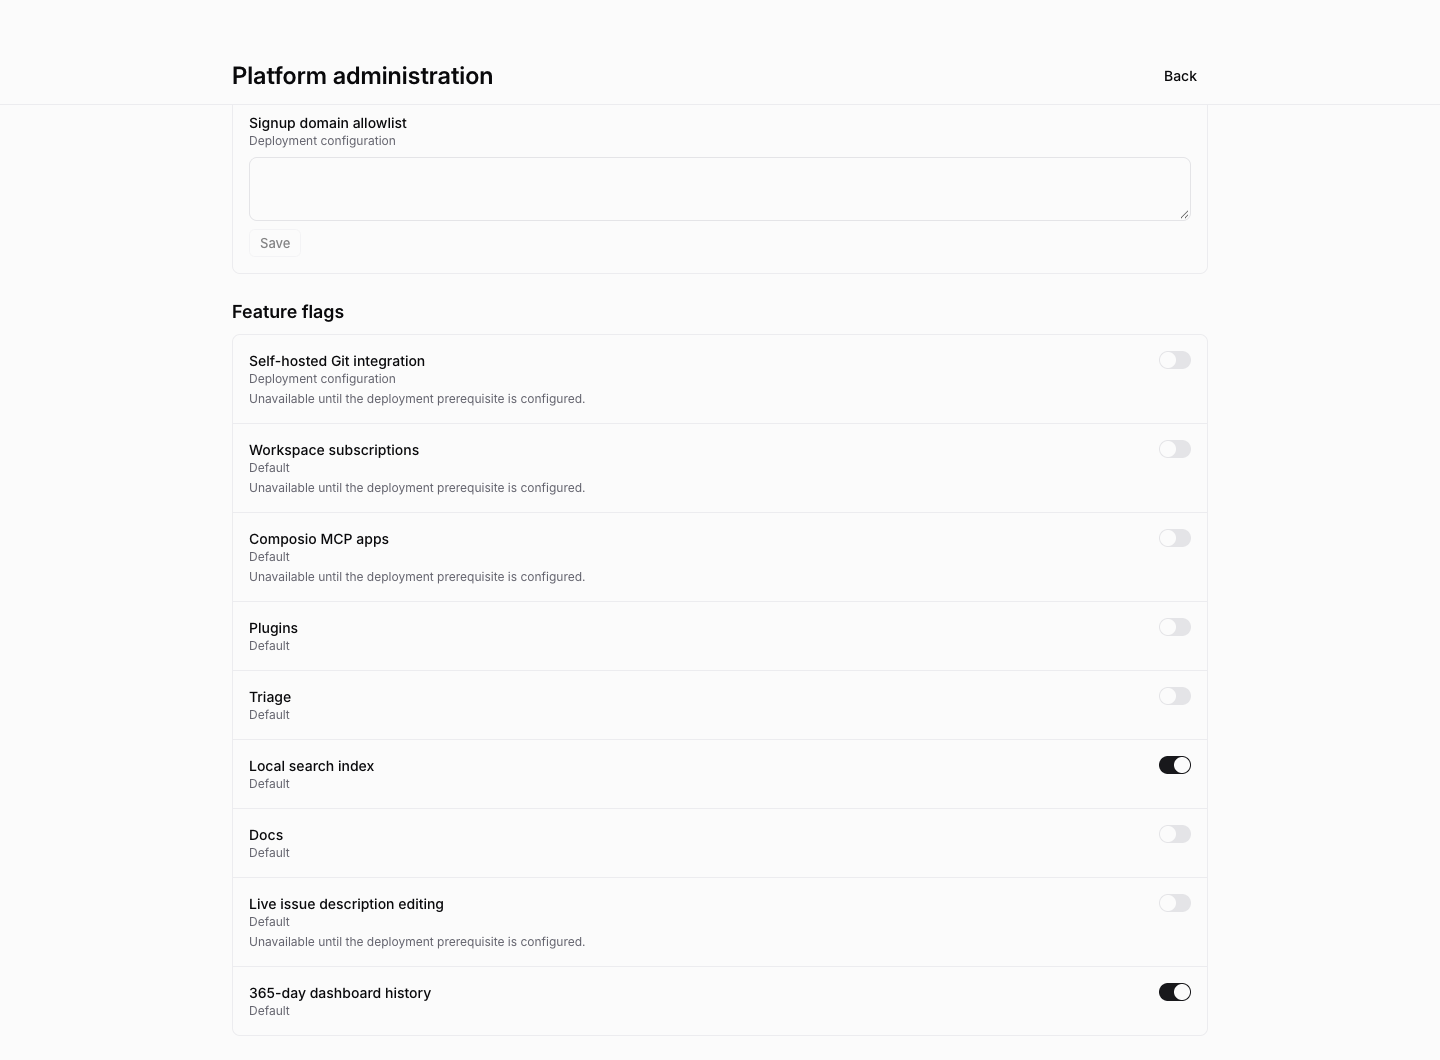 Platform administration
Back
Signup domain allowlist
Deployment configuration
Save
Feature flags
Self-hosted Git integration
Deployment configuration
Unavailable until the deployment prerequisite is configured.
Workspace subscriptions
Default
Unavailable until the deployment prerequisite is configured.
Composio MCP apps
Default
Unavailable until the deployment prerequisite is configured.
Plugins
Default
Triage
Default
Local search index
Default
Docs
Default
Live issue description editing
Default
Unavailable until the deployment prerequisite is configured.
365-day dashboard history
Default